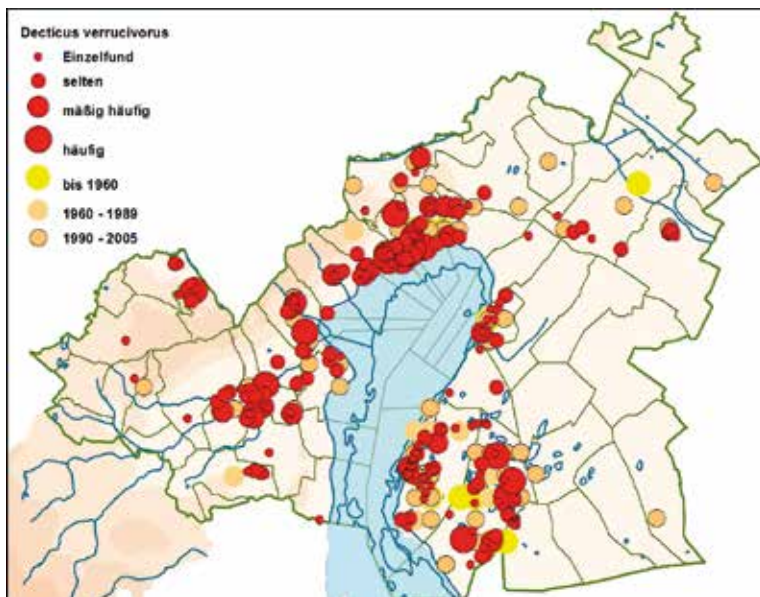 Decticus verrucivorus
Einzelfund
selten
mäßig häufig
häufig
bis 1960
1960 - 1989
1990 - 2005